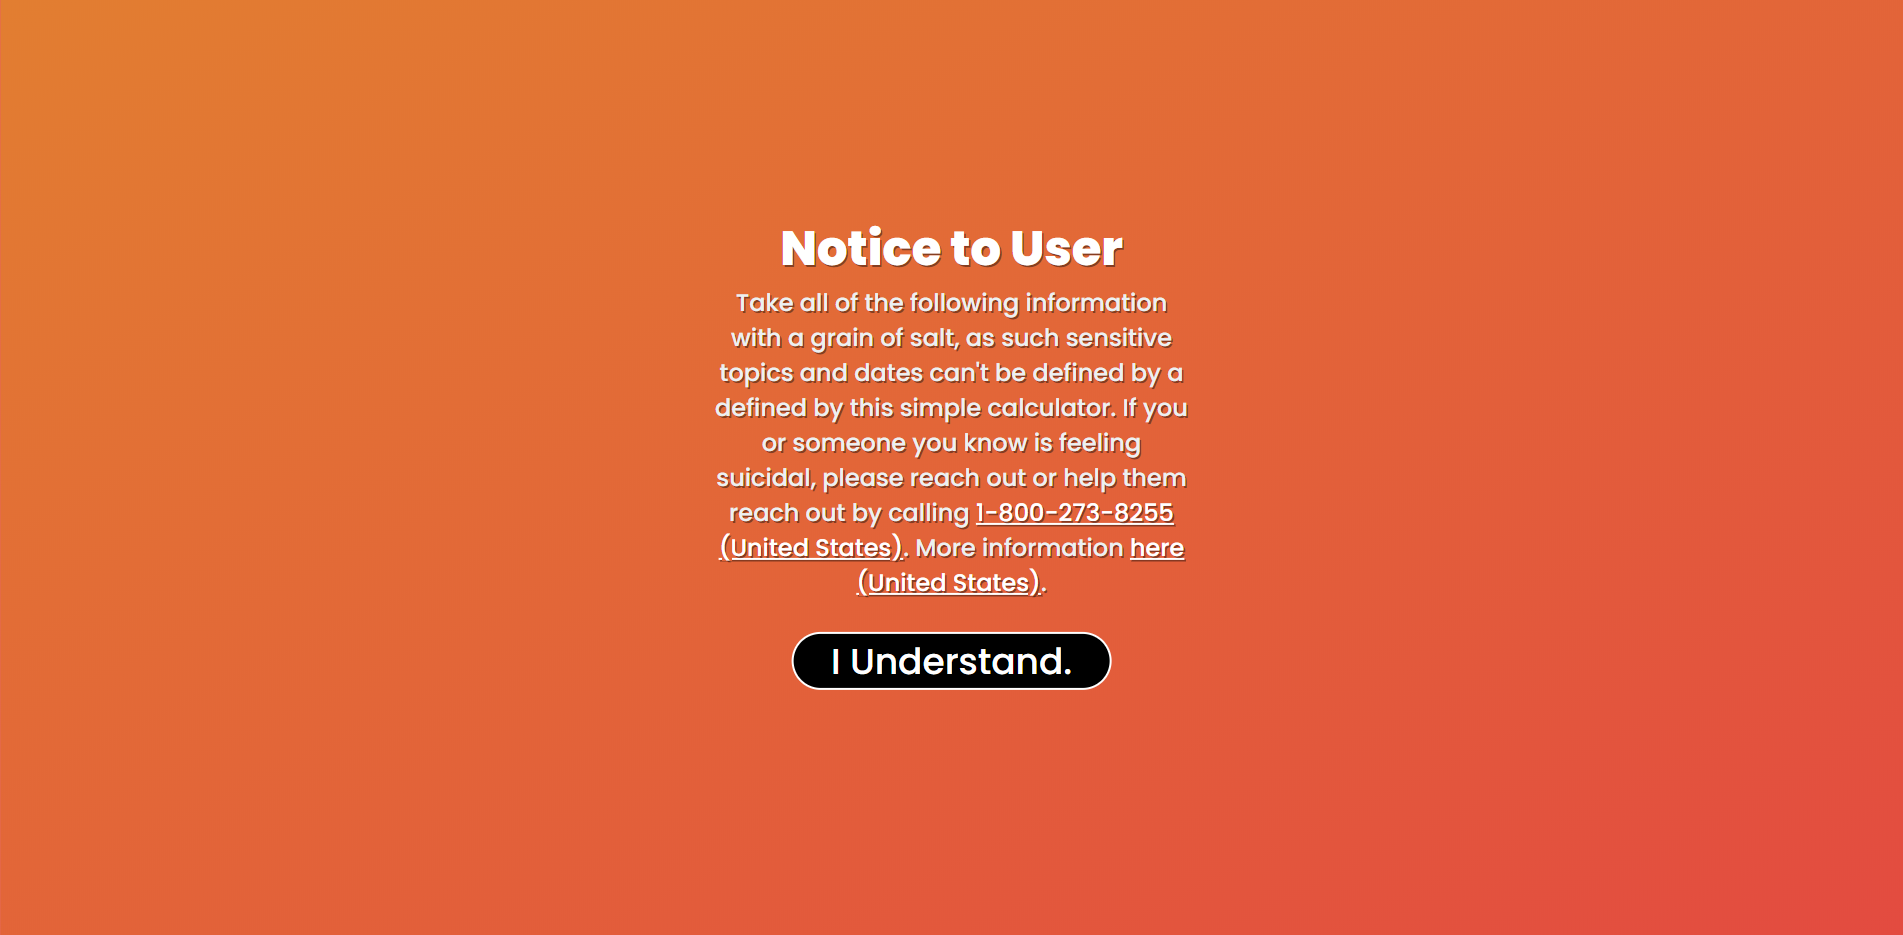 Notice to User
Take all of the following information
with a grain of salt, as such sensitive
topics and dates can't be defined by a
defined by this simple calculator. If you
or someone you know is feeling
suicidal, please reach out or help them
reach out by calling 1-800-273-8255
(United States). More information here
(United States).
I Understand.